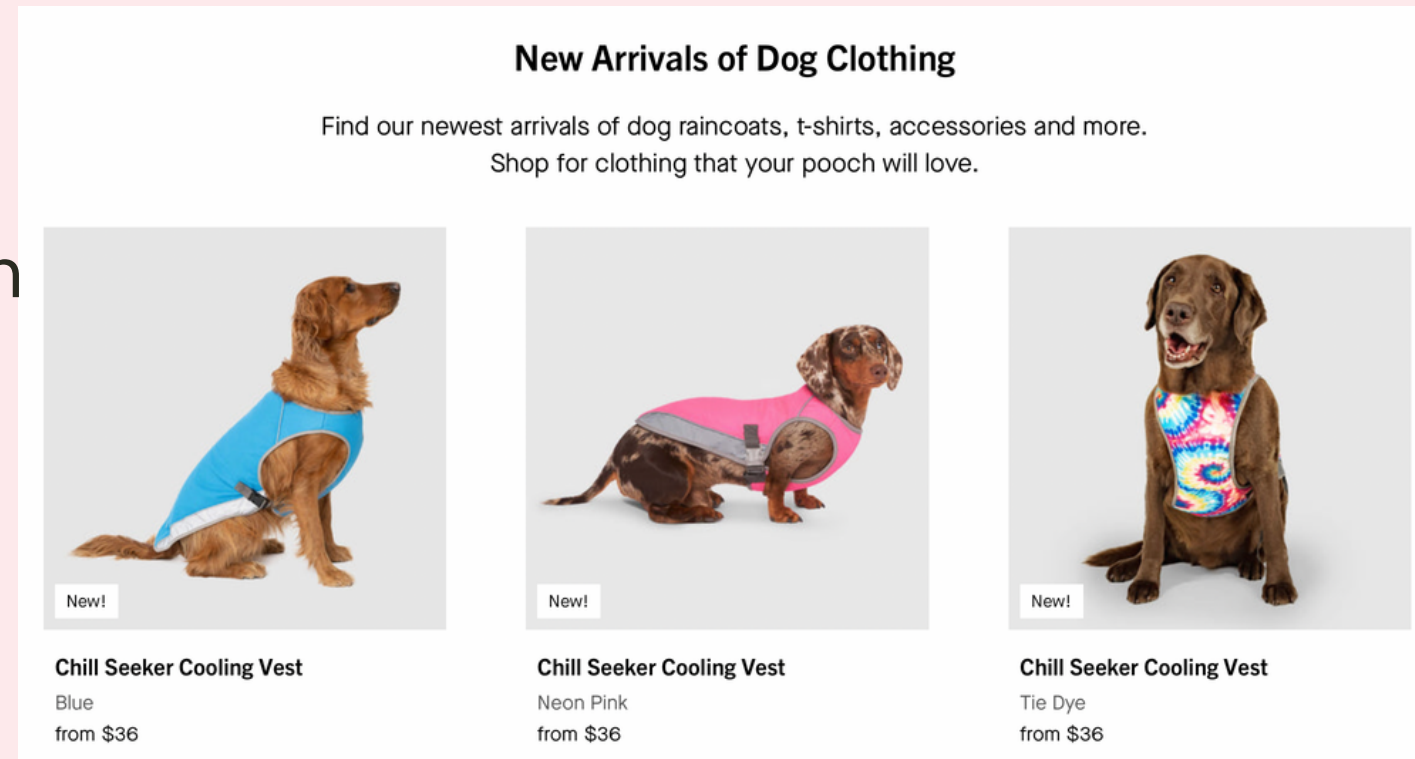 New Arrivals of Dog Clothing
Find our newest arrivals of dog raincoats, t-shirts, accessories and more.
Shop for clothing that your pooch will love.
n
New!
New!
New!
Chill Seeker Cooling Vest
Blue
from $36
Chill Seeker Cooling Vest
Neon Pink
from $36
Chill Seeker Cooling Vest
Tie Dye
from $36